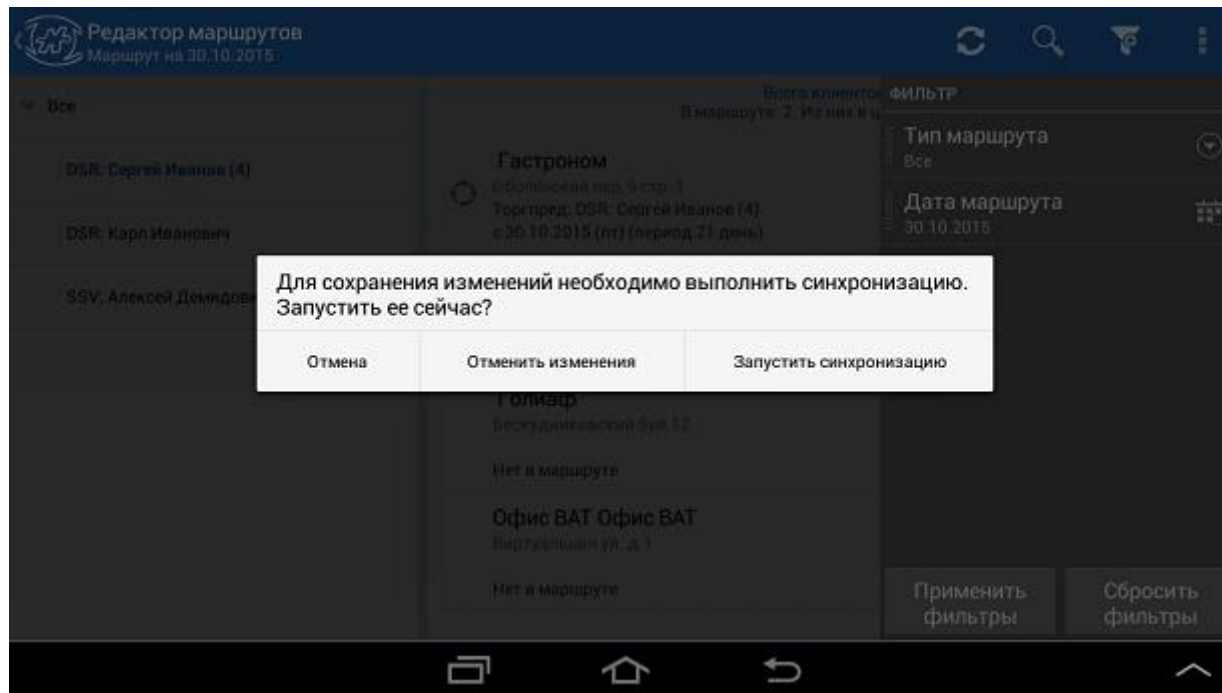 Редактор маршрутов
Маршрут на 30.10.2015
Все
DSR: Сергей Иванов (4)
DSR: Карл Иванович
SSV: Алексей Демидов
Всего клиентов
В маршруте: 2. Из них в ц
Гастроном
Оболонский пер, 9 стр. 1
Торгпред: DSR: Сергей Иванов (4)
с 30.10.2015 (пт) (период 21 день)
ФИЛЬТР
Тип маршрута
Все
Дата маршрута
30.10.2015
Для сохранения изменений необходимо выполнить синхронизацию.
Запустить ее сейчас?
Отмена
Отменить изменения
Запустить синхронизацию
Голиаф
Бескудниковский бул,12
Нет в маршруте
Офис ВАТ Офис ВАТ
Виртуальная ул, д.1
Нет в маршруте
Применить
фильтры
Сбросить
фильтры